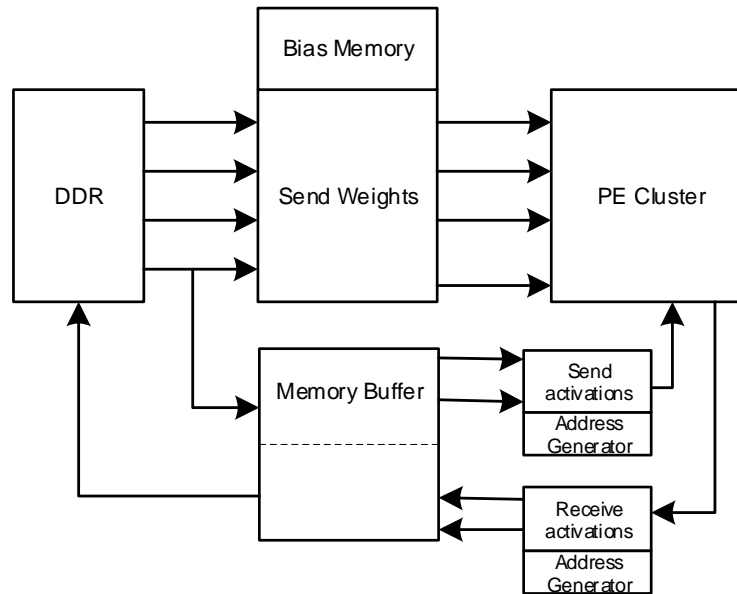 Bias Memory
DDR
Send Weights
PE Cluster
Memory Buffer
Send
activations
Address
Generator
Receive
activations
Address
Generator